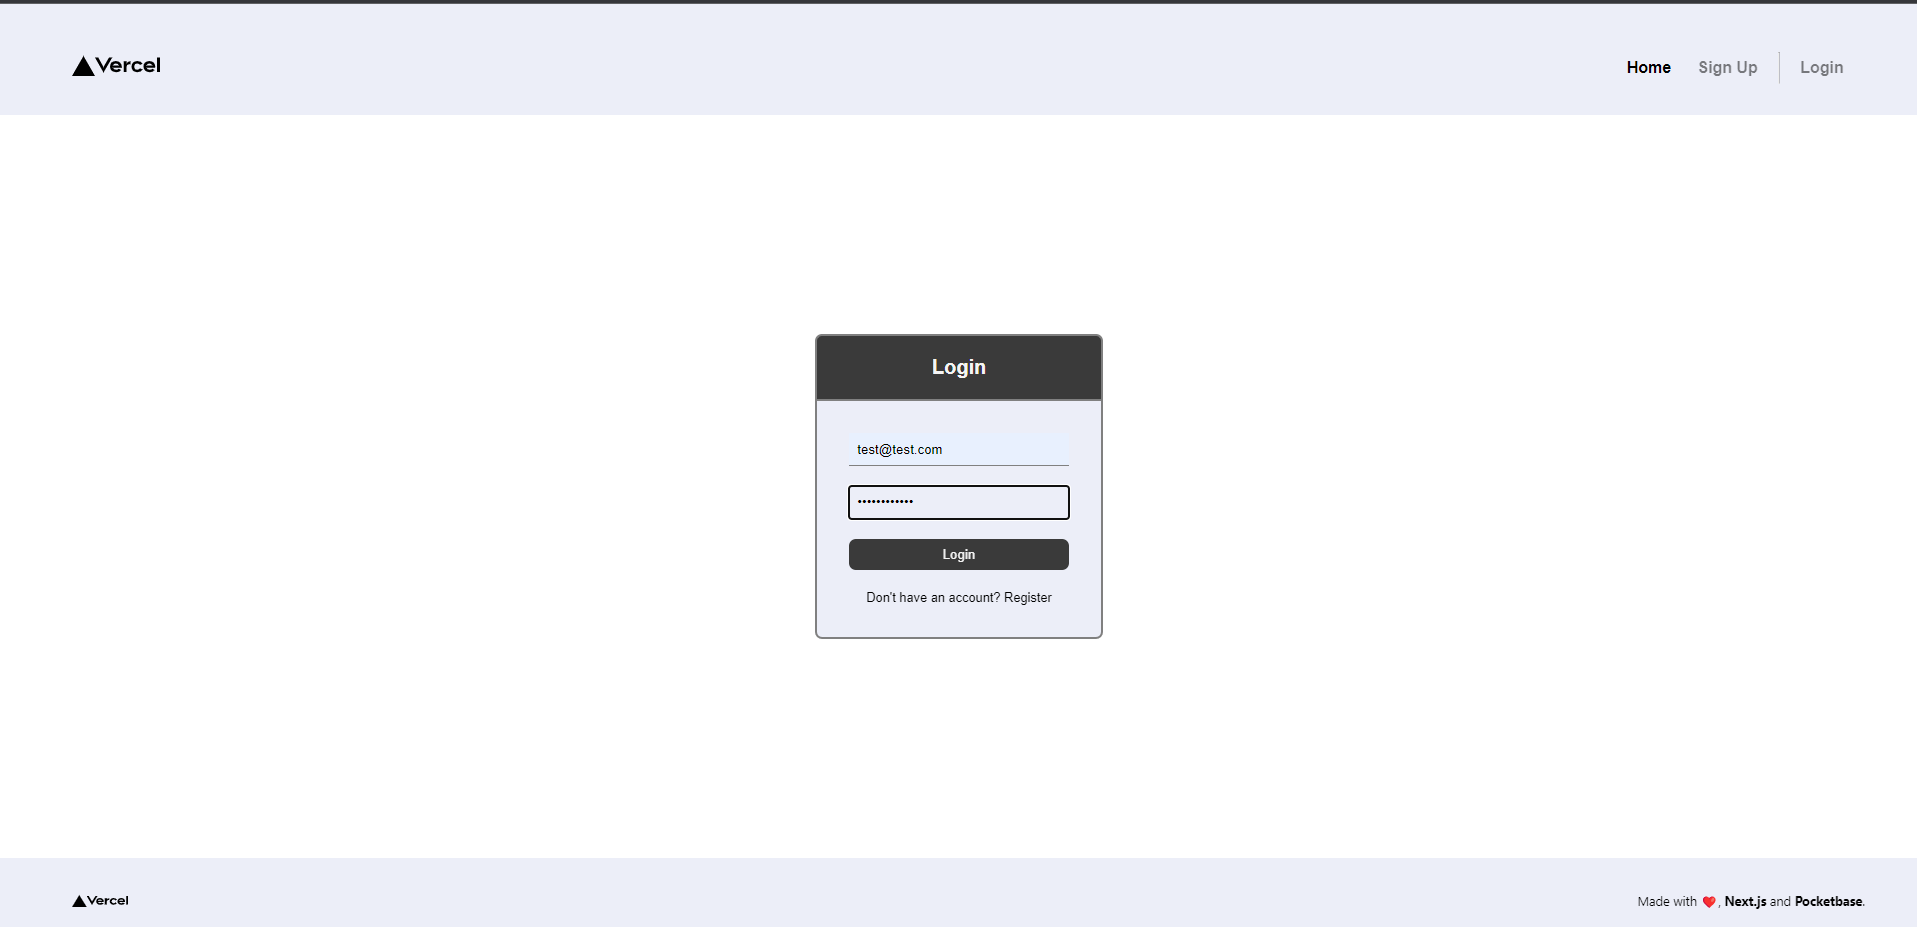 Vercel
Home Sign Up Login
Login
test@test.com
••••••••••••
Login
Don't have an account? Register
Vercel
Made with ❤️, Next.js and Pocketbase.